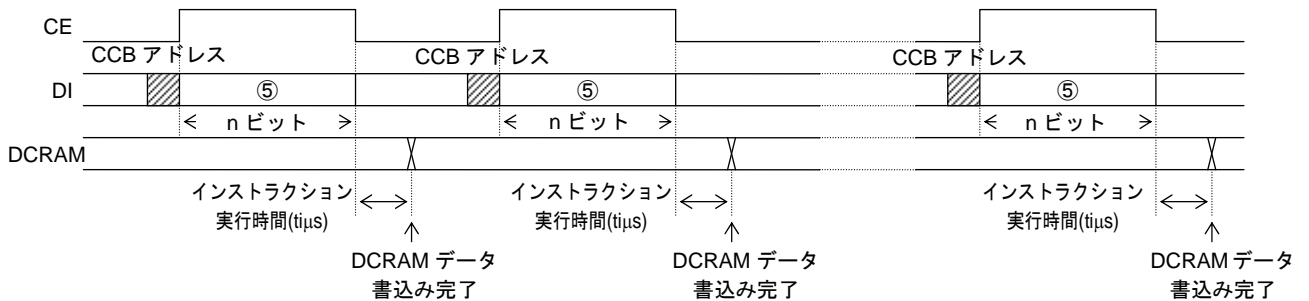 CE
CCB アドレス CCB アドレス CCB アドレス
DI ⑤ ⑤ ⑤
n ビット n ビット n ビット
DCRAM
インストラクション インストラクション インストラクション
実行時間(tiμs) 実行時間(tiμs) 実行時間(tiμs)
DCRAM データ DCRAM データ DCRAM データ
書込み完了 書込み完了 書込み完了